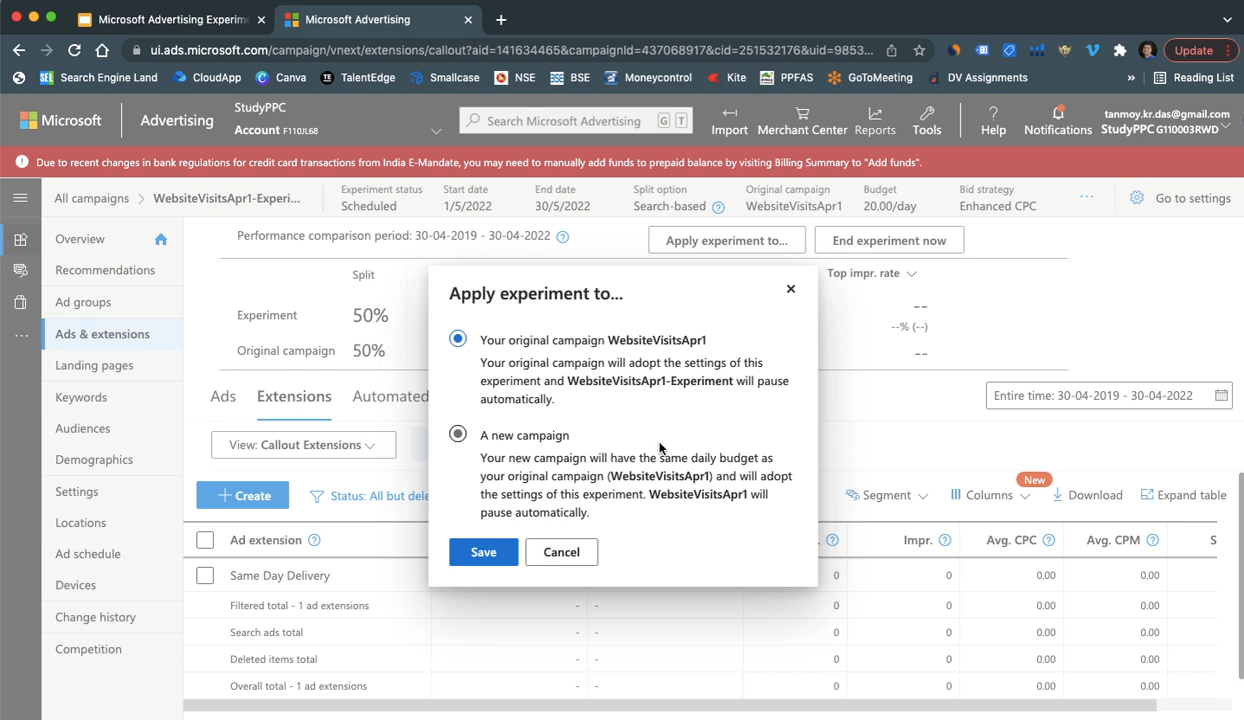 Microsoft Advertising Experime
Microsoft Advertising
ui.ads.microsoft.com/campaign/vnext/extensions/callout?aid=141634465&campaignId=437068917&cid=251532176&uid=9853...
Update
Search Engine Land
CloudApp
Canva
TalentEdge
Smallcase
NSE
BSE
Moneycontrol
Kite
PPFAS
GoToMeeting
DV Assignments
»
Reading List
Microsoft
Advertising
StudyPPC
Account F110JL68
Search Microsoft Advertising G T
Import
Merchant Center
Reports
Tools
Help
Notifications
tanmoy.kr.das@gmail.com
StudyPPC G110003RWD
Due to recent changes in bank regulations for credit card transactions from India E-Mandate, you may need to manually add funds to prepaid balance by visiting Billing Summary to "Add funds".
All campaigns > WebsiteVisitsApr1-Experi...
Experiment status
Scheduled
Start date
1/5/2022
End date
30/5/2022
Split option
Search-based
Original campaign
WebsiteVisitsApr1
Budget
20.00/day
Bid strategy
Enhanced CPC
...
Go to settings
Overview
Recommendations
Ad groups
Ads & extensions
Landing pages
Keywords
Audiences
Demographics
Settings
Locations
Ad schedule
Devices
Change history
Competition
Performance comparison period: 30-04-2019 - 30-04-2022
Apply experiment to...
End experiment now
Split
Top impr. rate
Experiment 50%
--
--% (--)
Original campaign 50%
--
Ads
Extensions
Automated
Entire time: 30-04-2019 - 30-04-2022
View: Callout Extensions
Create
Status: All but dele
Segment
New
Columns
Download
Expand table
Ad extension
.
Impr.
Avg. CPC
Avg. CPM
S
Same Day Delivery 0 0 0.00 0.00
Filtered total - 1 ad extensions - - 0 0 0.00 0.00
Search ads total - - 0 0 0.00 0.00
Deleted items total - - 0 0 0.00 0.00
Overall total - 1 ad extensions - - 0 0 0.00 0.00
Apply experiment to...
Your original campaign WebsiteVisitsApr1
Your original campaign will adopt the settings of this
experiment and WebsiteVisitsApr1-Experiment will pause
automatically.
A new campaign
Your new campaign will have the same daily budget as
your original campaign (WebsiteVisitsApr1) and will adopt
the settings of this experiment. WebsiteVisitsApr1 will
pause automatically.
Save
Cancel